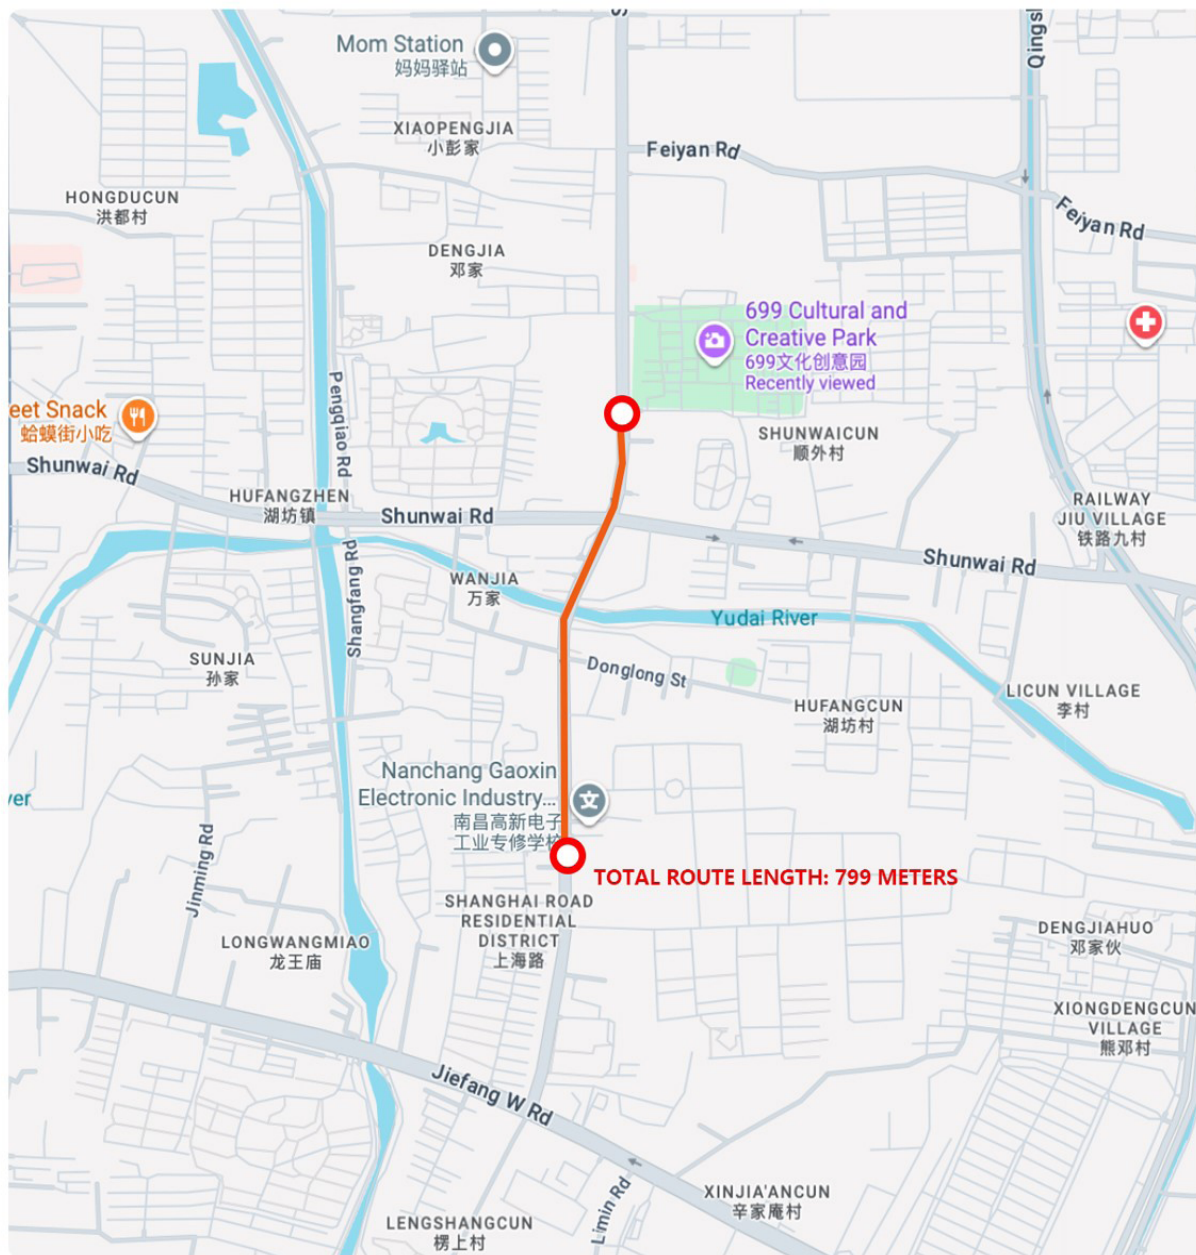 S
Qingsh
Mom Station
妈妈驿站
XIAOPENGJIA
小彭家
Feiyan Rd
HONGDUCUN
洪都村
Feiyan Rd
DENGJIA
邓家
699 Cultural and
Creative Park
699文化创意园
Recently viewed
Pengqiao Rd
eet Snack
蛤蟆街小吃
SHUNWAICUN
顺外村
Shunwai Rd
HUFANGZHEN
湖坊镇
Shunwai Rd
RAILWAY
JIU VILLAGE
铁路九村
Shunwai Rd
Shangfang Rd
WANJIA
万家
Yudai River
SUNJIA
孙家
Donglong St
LICUN VILLAGE
李村
HUFANGCUN
湖坊村
Nanchang Gaoxin
Electronic Industry...
南昌高新电子
工业专修学校
ver
Jinming Rd
TOTAL ROUTE LENGTH: 799 METERS
SHANGHAI ROAD
RESIDENTIAL
DISTRICT
上海路
DENGJIAHUO
邓家伙
LONGWANGMIAO
龙王庙
XIONGDENGCUN
VILLAGE
熊邓村
Jiefang W Rd
Limin Rd
XINJIA'ANCUN
辛家庵村
LENGSHANGCUN
楞上村